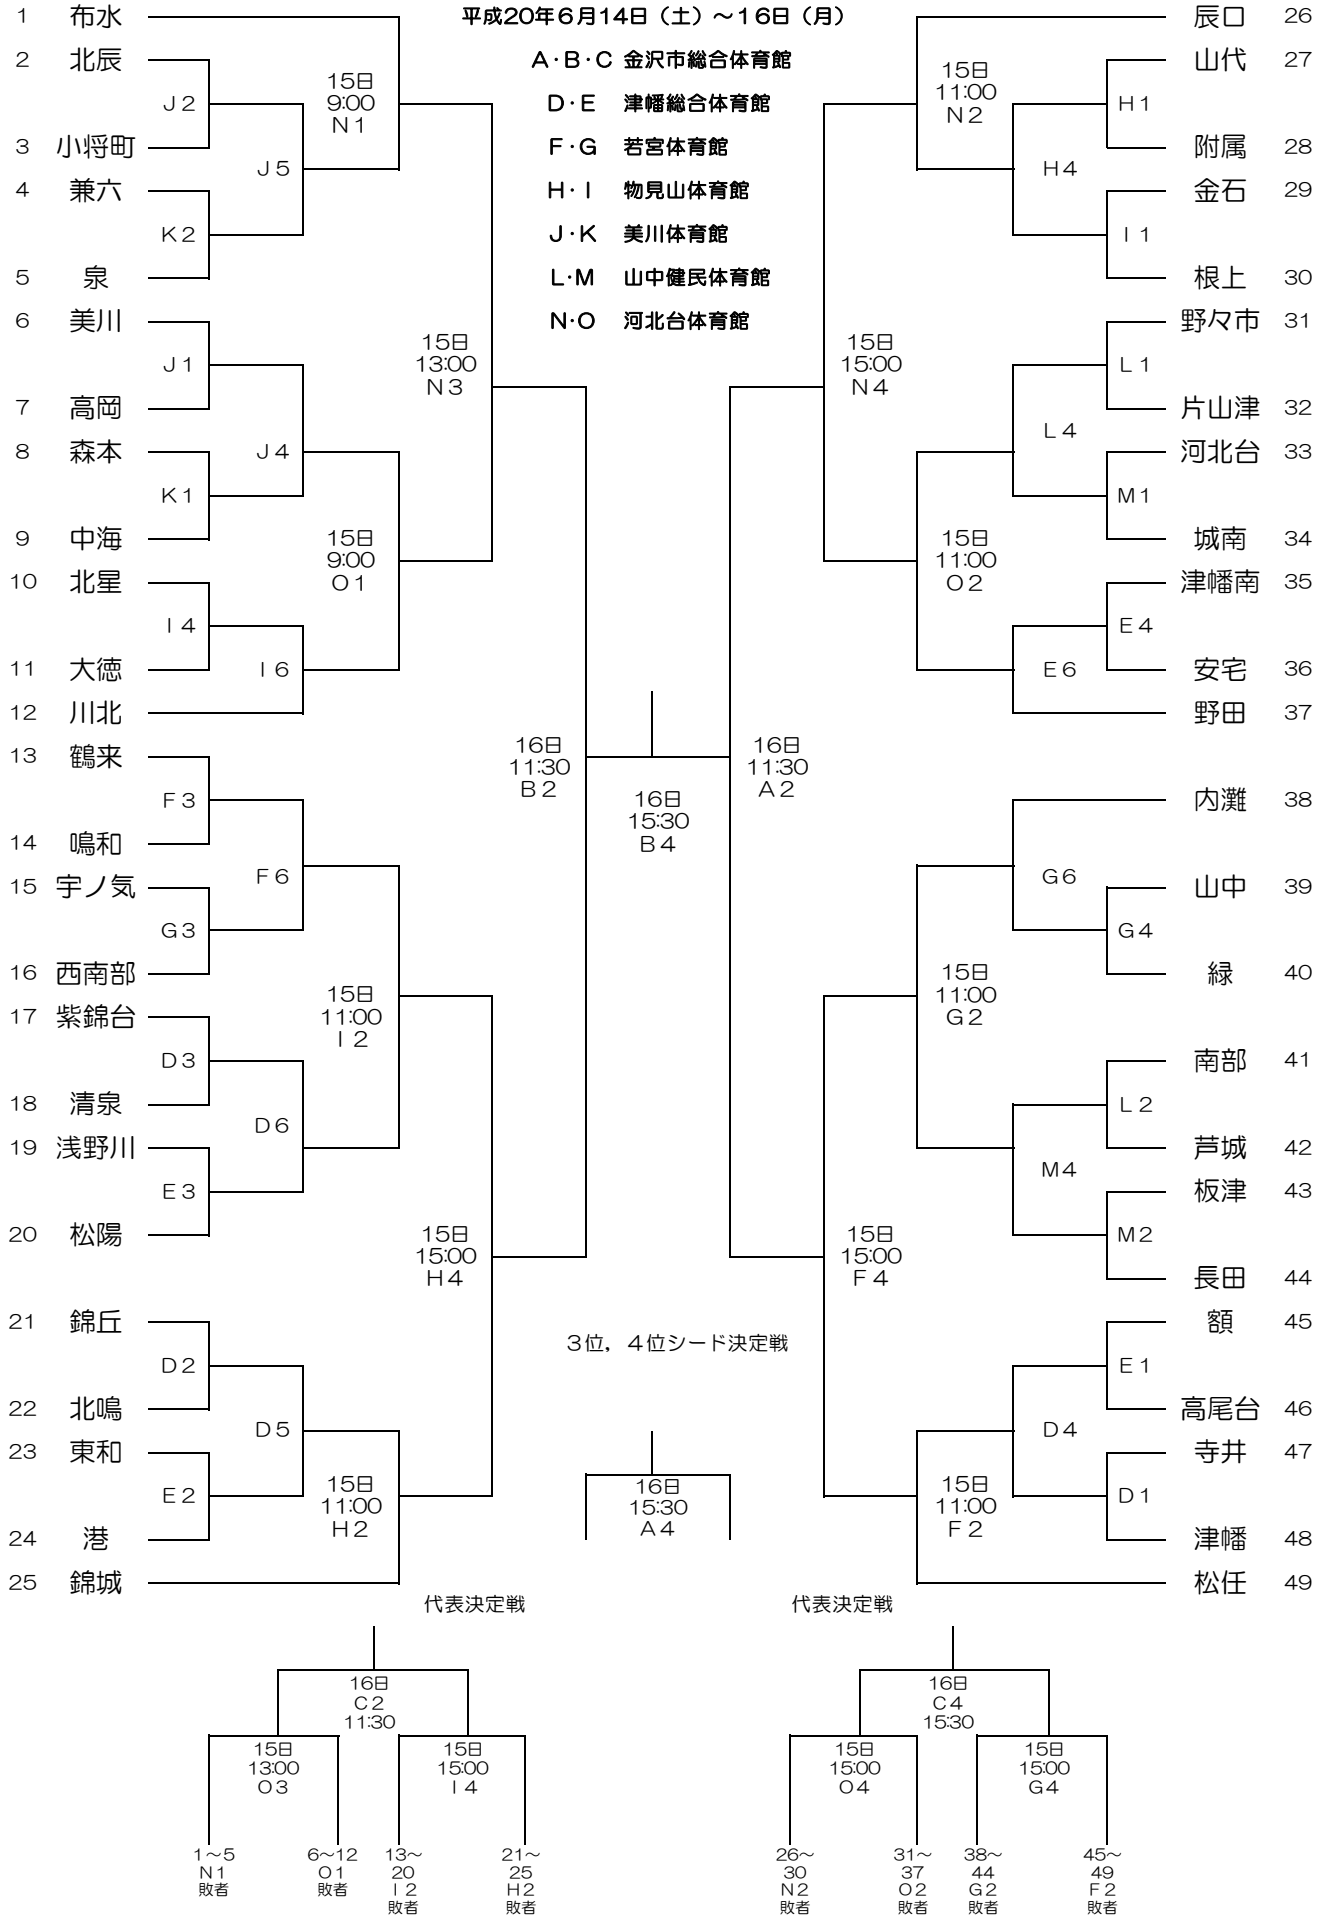 平成20年６月14日（土）～16日（月）
A・B・C 金沢市総合体育館
D・E 津幡総合体育館
F・G 若宮体育館
H・I 物見山体育館
J・K 美川体育館
L・M 山中健民体育館
N・O 河北台体育館
1 布水
2 北辰
J2
3 小将町
J5
4 兼六
K2
5 泉
15日
9:00
N1
6 美川
J1
7 高岡
J4
8 森本
K1
9 中海
15日
9:00
O1
10 北星
I4
11 大徳
I6
12 川北
15日
13:00
N3
13 鶴来
F3
14 鳴和
F6
15 宇ノ気
G3
16 西南部
15日
11:00
I2
17 紫錦台
D3
18 清泉
D6
19 浅野川
E3
20 松陽
15日
15:00
H4
21 錦丘
D2
22 北鳴
D5
23 東和
E2
24 港
15日
11:00
H2
25 錦城
16日
11:30
B2
16日
15:30
B4
16日
11:30
A2
辰口 26
山代 27
H1
附属 28
H4
金石 29
I1
根上 30
15日
11:00
N2
野々市 31
L1
片山津 32
L4
河北台 33
M1
城南 34
15日
11:00
O2
津幡南 35
E4
安宅 36
E6
野田 37
15日
15:00
N4
内灘 38
G6
山中 39
G4
緑 40
15日
11:00
G2
南部 41
L2
芦城 42
M4
板津 43
M2
長田 44
15日
15:00
F4
額 45
E1
高尾台 46
D4
寺井 47
D1
津幡 48
15日
11:00
F2
松任 49
３位，４位シード決定戦
16日
15:30
A4
代表決定戦
16日
C2
11:30
15日
13:00
O3
15日
15:00
I4
1～5
N1
敗者
6～12
O1
敗者
13～
20
I2
敗者
21～
25
H2
敗者
代表決定戦
16日
C4
15:30
15日
15:00
O4
15日
15:00
G4
26～
30
N2
敗者
31～
37
O2
敗者
38～
44
G2
敗者
45～
49
F2
敗者